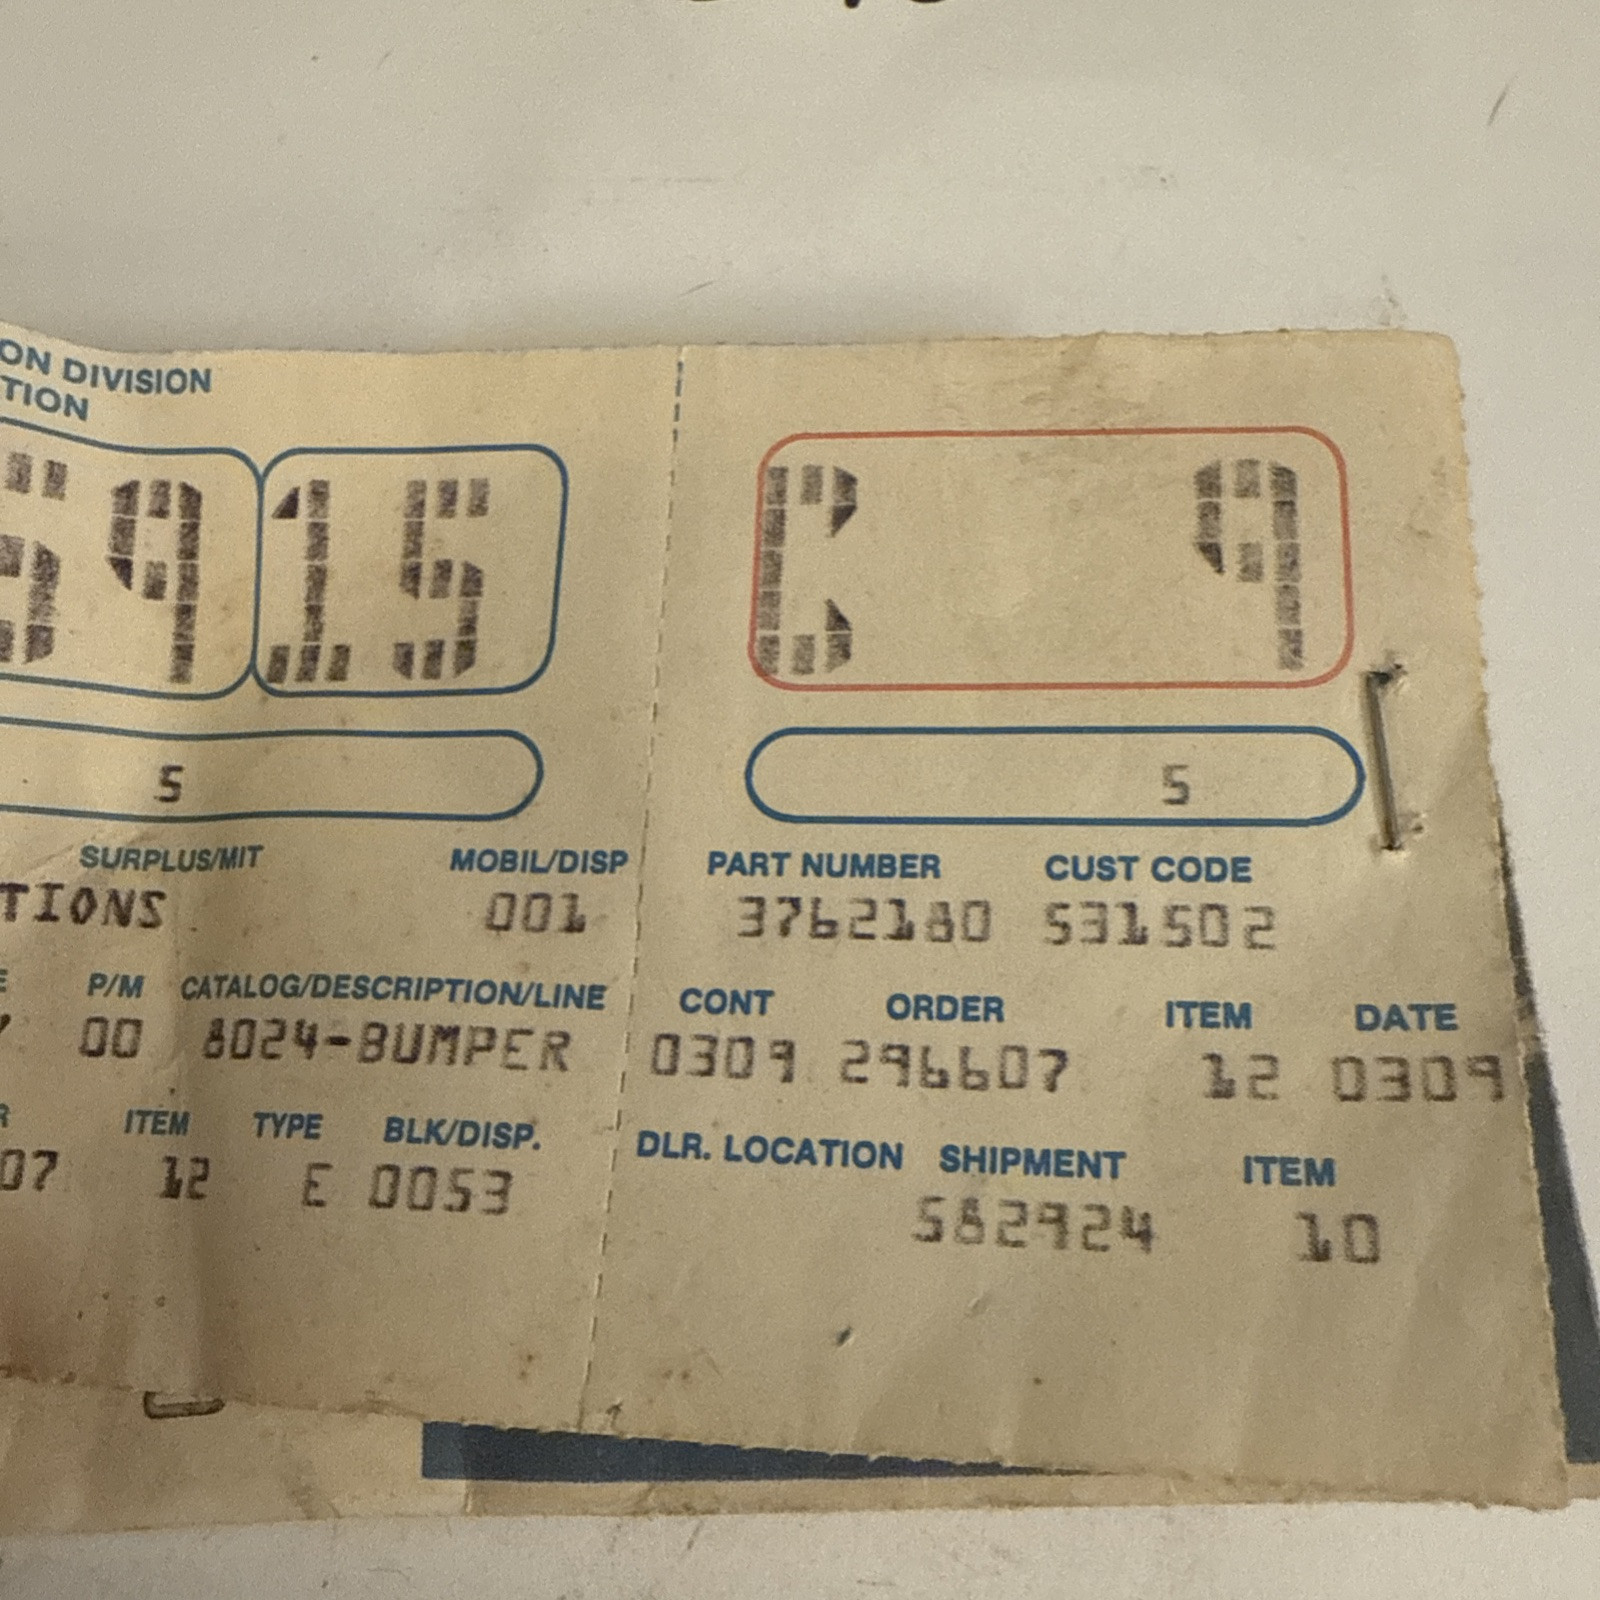 ON DIVISION
TION
59 15 C 9
5 5
SURPLUS/MIT MOBIL/DISP PART NUMBER CUST CODE
TIONS 001 3762180 531502
P/M CATALOG/DESCRIPTION/LINE CONT ORDER ITEM DATE
00 8024-BUMPER 0309 296607 12 0309
R ITEM TYPE BLK/DISP. DLR. LOCATION SHIPMENT ITEM
07 12 E 0053 582924 10